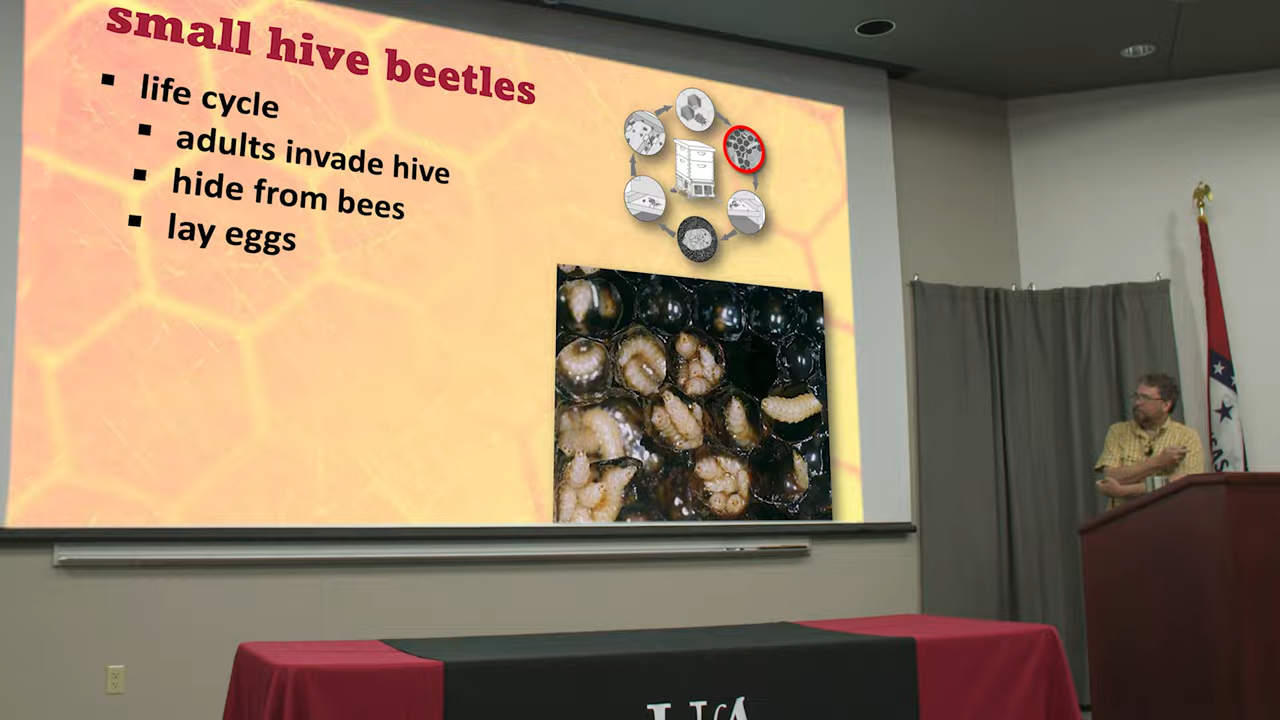 small hive beetles
▪ life cycle
▪ adults invade hive
▪ hide from bees
▪ lay eggs